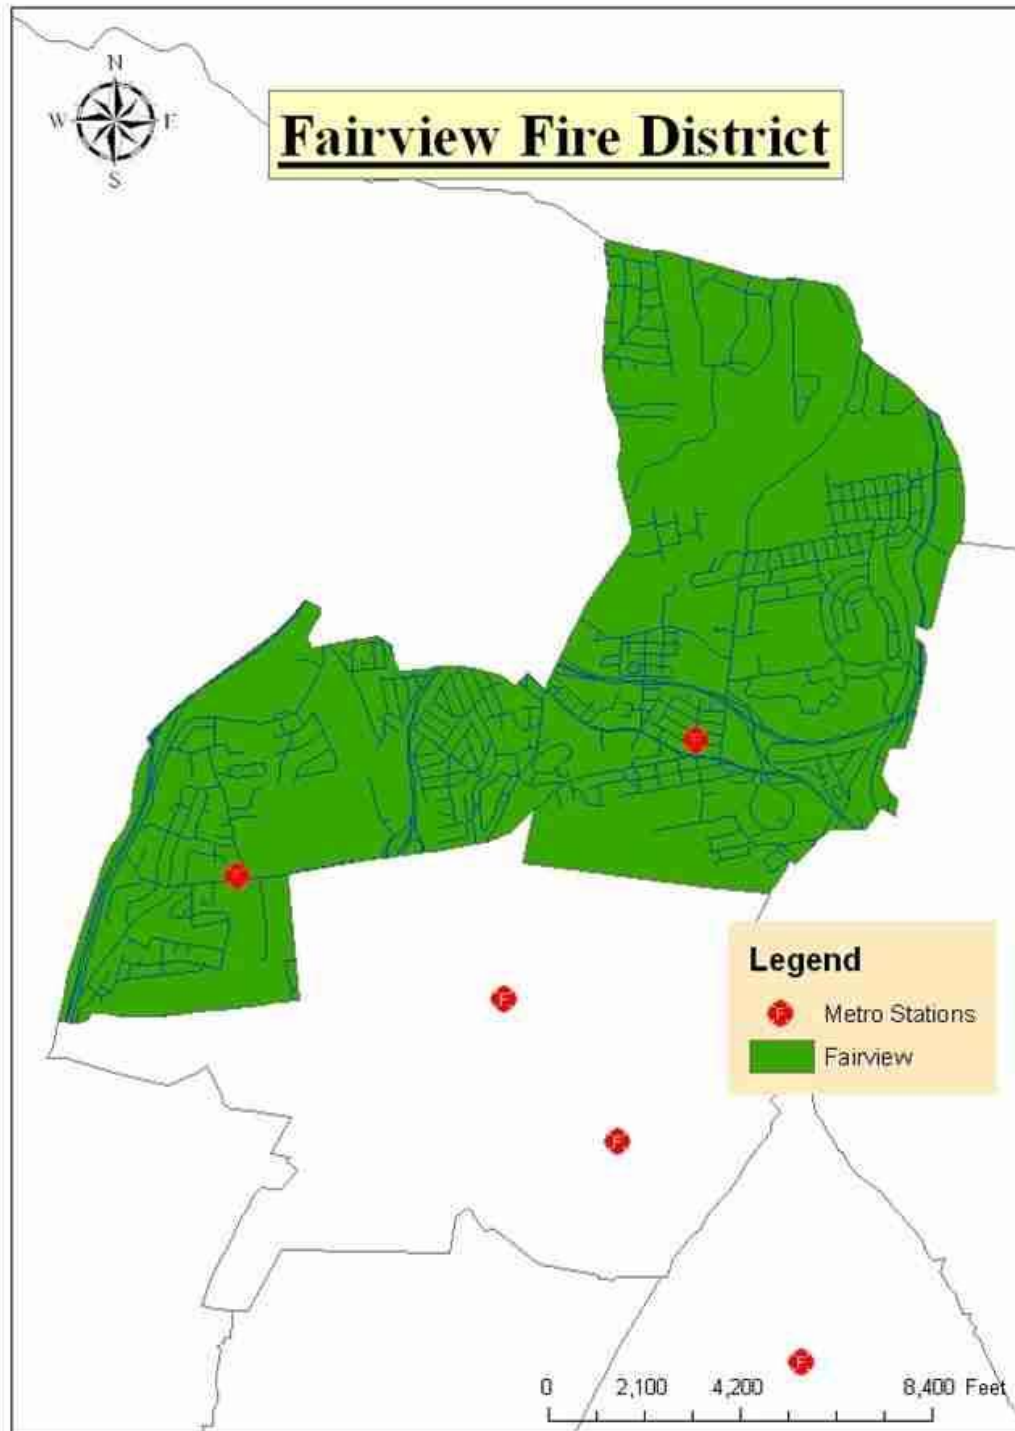 N
W E
S
Fairview Fire District
F
F
F
F
F
Legend
F Metro Stations
Fairview
0 2,100 4,200 8,400 Feet